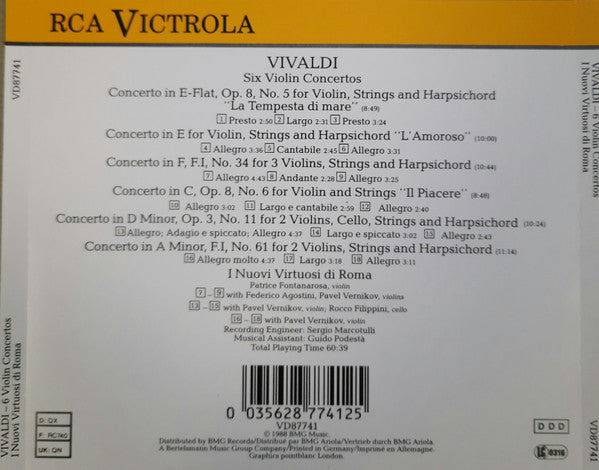 RCA VICTROLA
VD87741
VIVALDI
Six Violin Concertos
Concerto in E-Flat, Op. 8, No. 5 for Violin, Strings and Harpsichord
"La Tempesta di mare" (8:49)
1 Presto 2:50 2 Largo 2:31 3 Presto 3:24
Concerto in E for Violin, Strings and Harpsichord "L'Amoroso" (10:00)
4 Allegro 3:36 5 Cantabile 2:45 6 Allegro 3:31
Concerto in F, F.I, No. 34 for 3 Violins, Strings and Harpsichord (10:44)
7 Allegro 4:43 8 Andante 2:28 9 Allegro 3:25
Concerto in C, Op. 8, No. 6 for Violin and Strings "Il Piacere" (8:48)
10 Allegro 3:02 11 Largo e cantabile 2:59 12 Allegro 2:40
Concerto in D Minor, Op. 3, No. 11 for 2 Violins, Cello, Strings and Harpsichord (10:24)
13 Allegro; Adagio e spiccato; Allegro 4:37 14 Largo e spiccato 3:02 15 Allegro 2:43
Concerto in A Minor, F.I, No. 61 for 2 Violins, Strings and Harpsichord (11:14)
16 Allegro molto 4:37 17 Largo 3:18 18 Allegro 3:11
I Nuovi Virtuosi di Roma
Patrice Fontanarosa, violin
7 – 9 with Federico Agostini, Pavel Vernikov, violins
13 – 15 with Pavel Vernikov, violin; Rocco Filippini, cello
16 – 18 with Pavel Vernikov, violin
Recording Engineer: Sergio Marcotulli
Musical Assistant: Guido Podestà
Total Playing Time 60:39
0 035628 774125
VD87741
© 1988 BMG Music.
Distributed by BMG Records/Distribué par BMG Ariola/Vertrieb durch BMG Ariola.
A Bertelsmann Music Group Company/Printed in Germany/Imprimé en Allemagne.
Graphics pointblanc London.
D: QX
F: RC740
UK: QN
D D D
LC 0316
VIVALDI – 6 Violin Concertos
I Nuovi Virtuosi di Roma
VIVALDI – 6 Violin Concertos
I Nuovi Virtuosi di Roma
VD87741